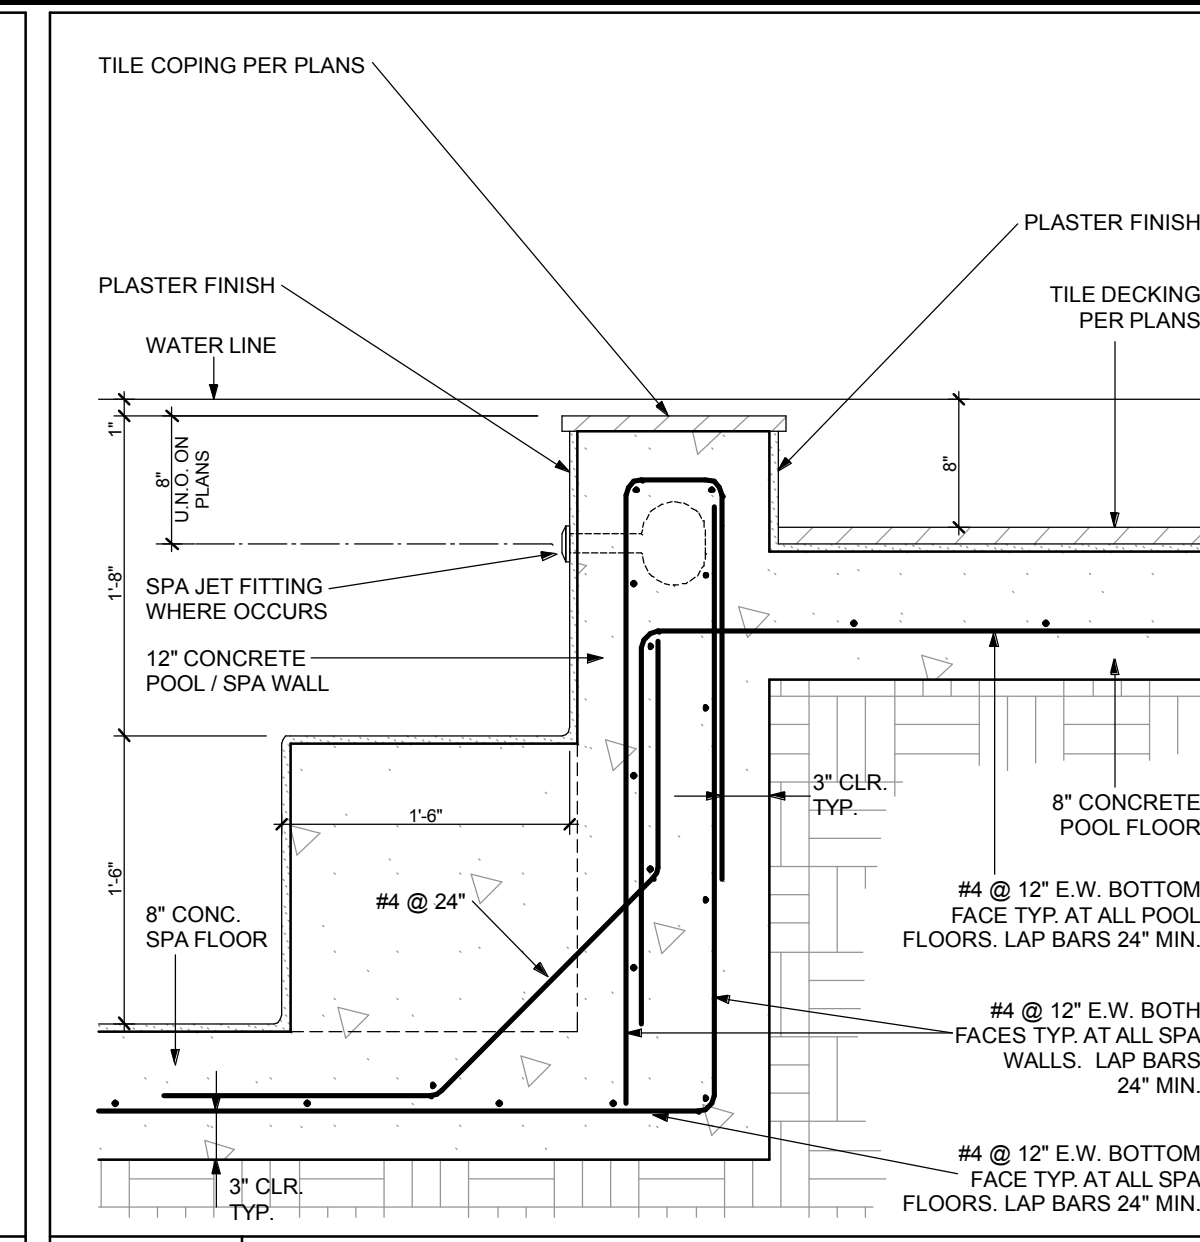 TILE COPING PER PLANS
PLASTER FINISH
PLASTER FINISH
TILE DECKING
PER PLANS
WATER LINE
1"
8"
U.N.O. ON
PLANS
8"
1'-8"
SPA JET FITTING
WHERE OCCURS
12" CONCRETE
POOL / SPA WALL
3" CLR.
TYP.
8" CONCRETE
POOL FLOOR
1'-6"
1'-6"
#4 @ 24"
8" CONC.
SPA FLOOR
#4 @ 12" E.W. BOTTOM
FACE TYP. AT ALL POOL
FLOORS. LAP BARS 24" MIN.
#4 @ 12" E.W. BOTH
FACES TYP. AT ALL SPA
WALLS.  LAP BARS
24" MIN.
#4 @ 12" E.W. BOTTOM
FACE TYP. AT ALL SPA
FLOORS. LAP BARS 24" MIN.
3" CLR.
TYP.